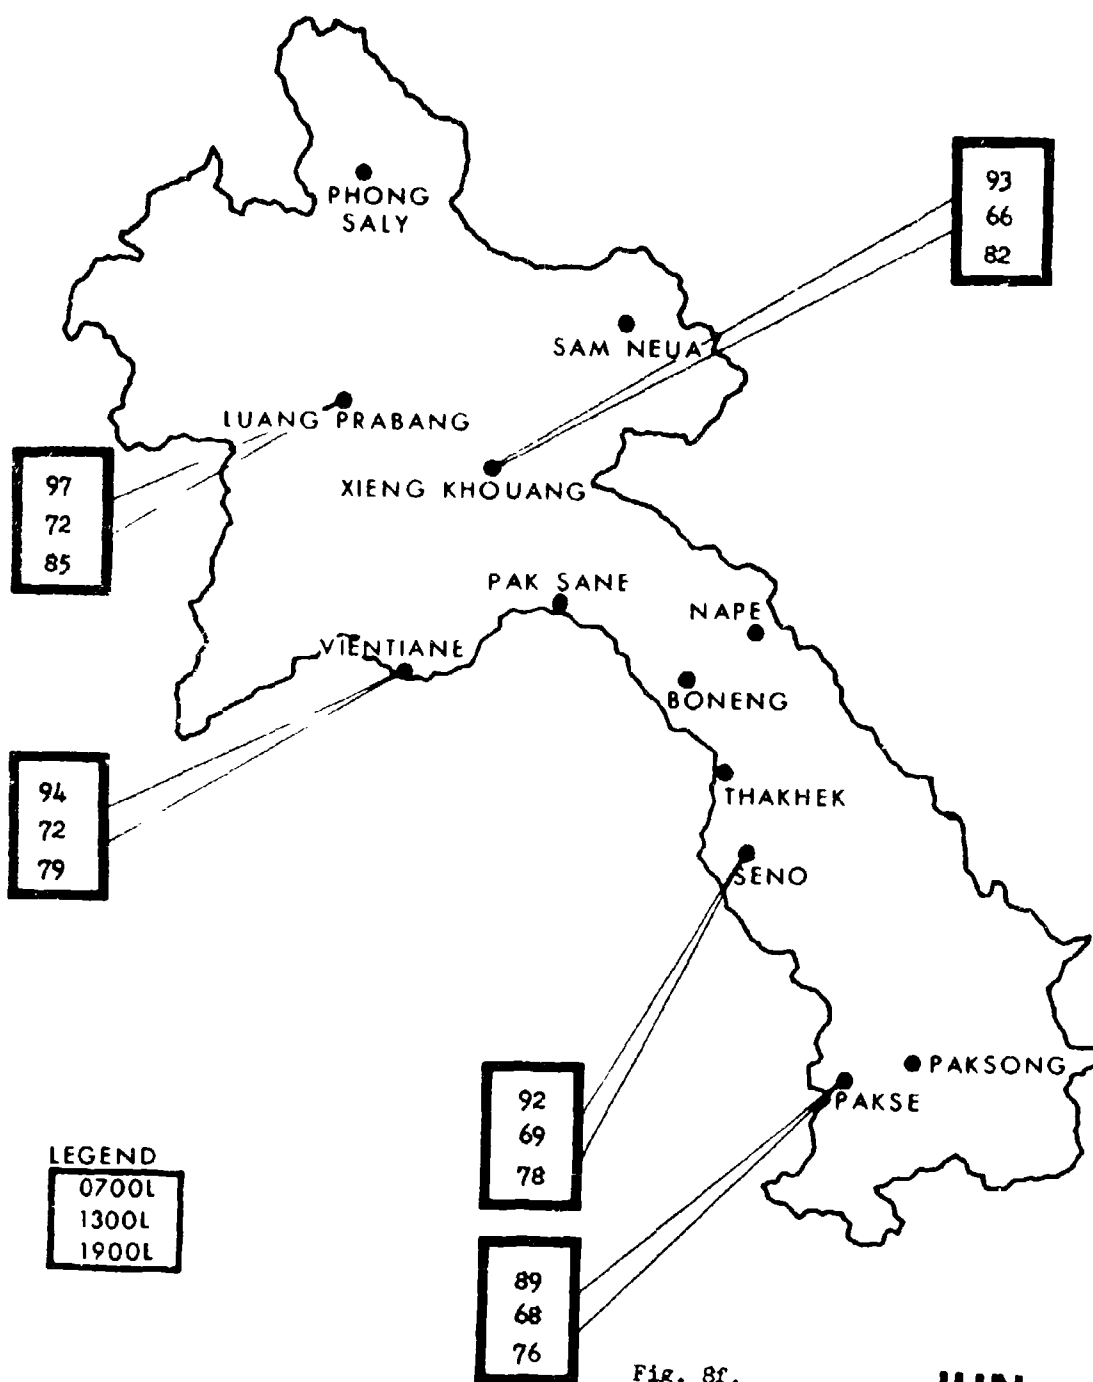 PHONG
SALY
93
66
82
SAM NEUA
LUANG PRABANG
XIENG KHOUANG
97
72
85
PAK SANE
NAPE
VIENTIANE
BONENG
94
72
79
THAKHEK
SENO
PAKSONG
PAKSE
92
69
78
LEGEND
0700L
1300L
1900L
89
68
76
Fig. 8f.